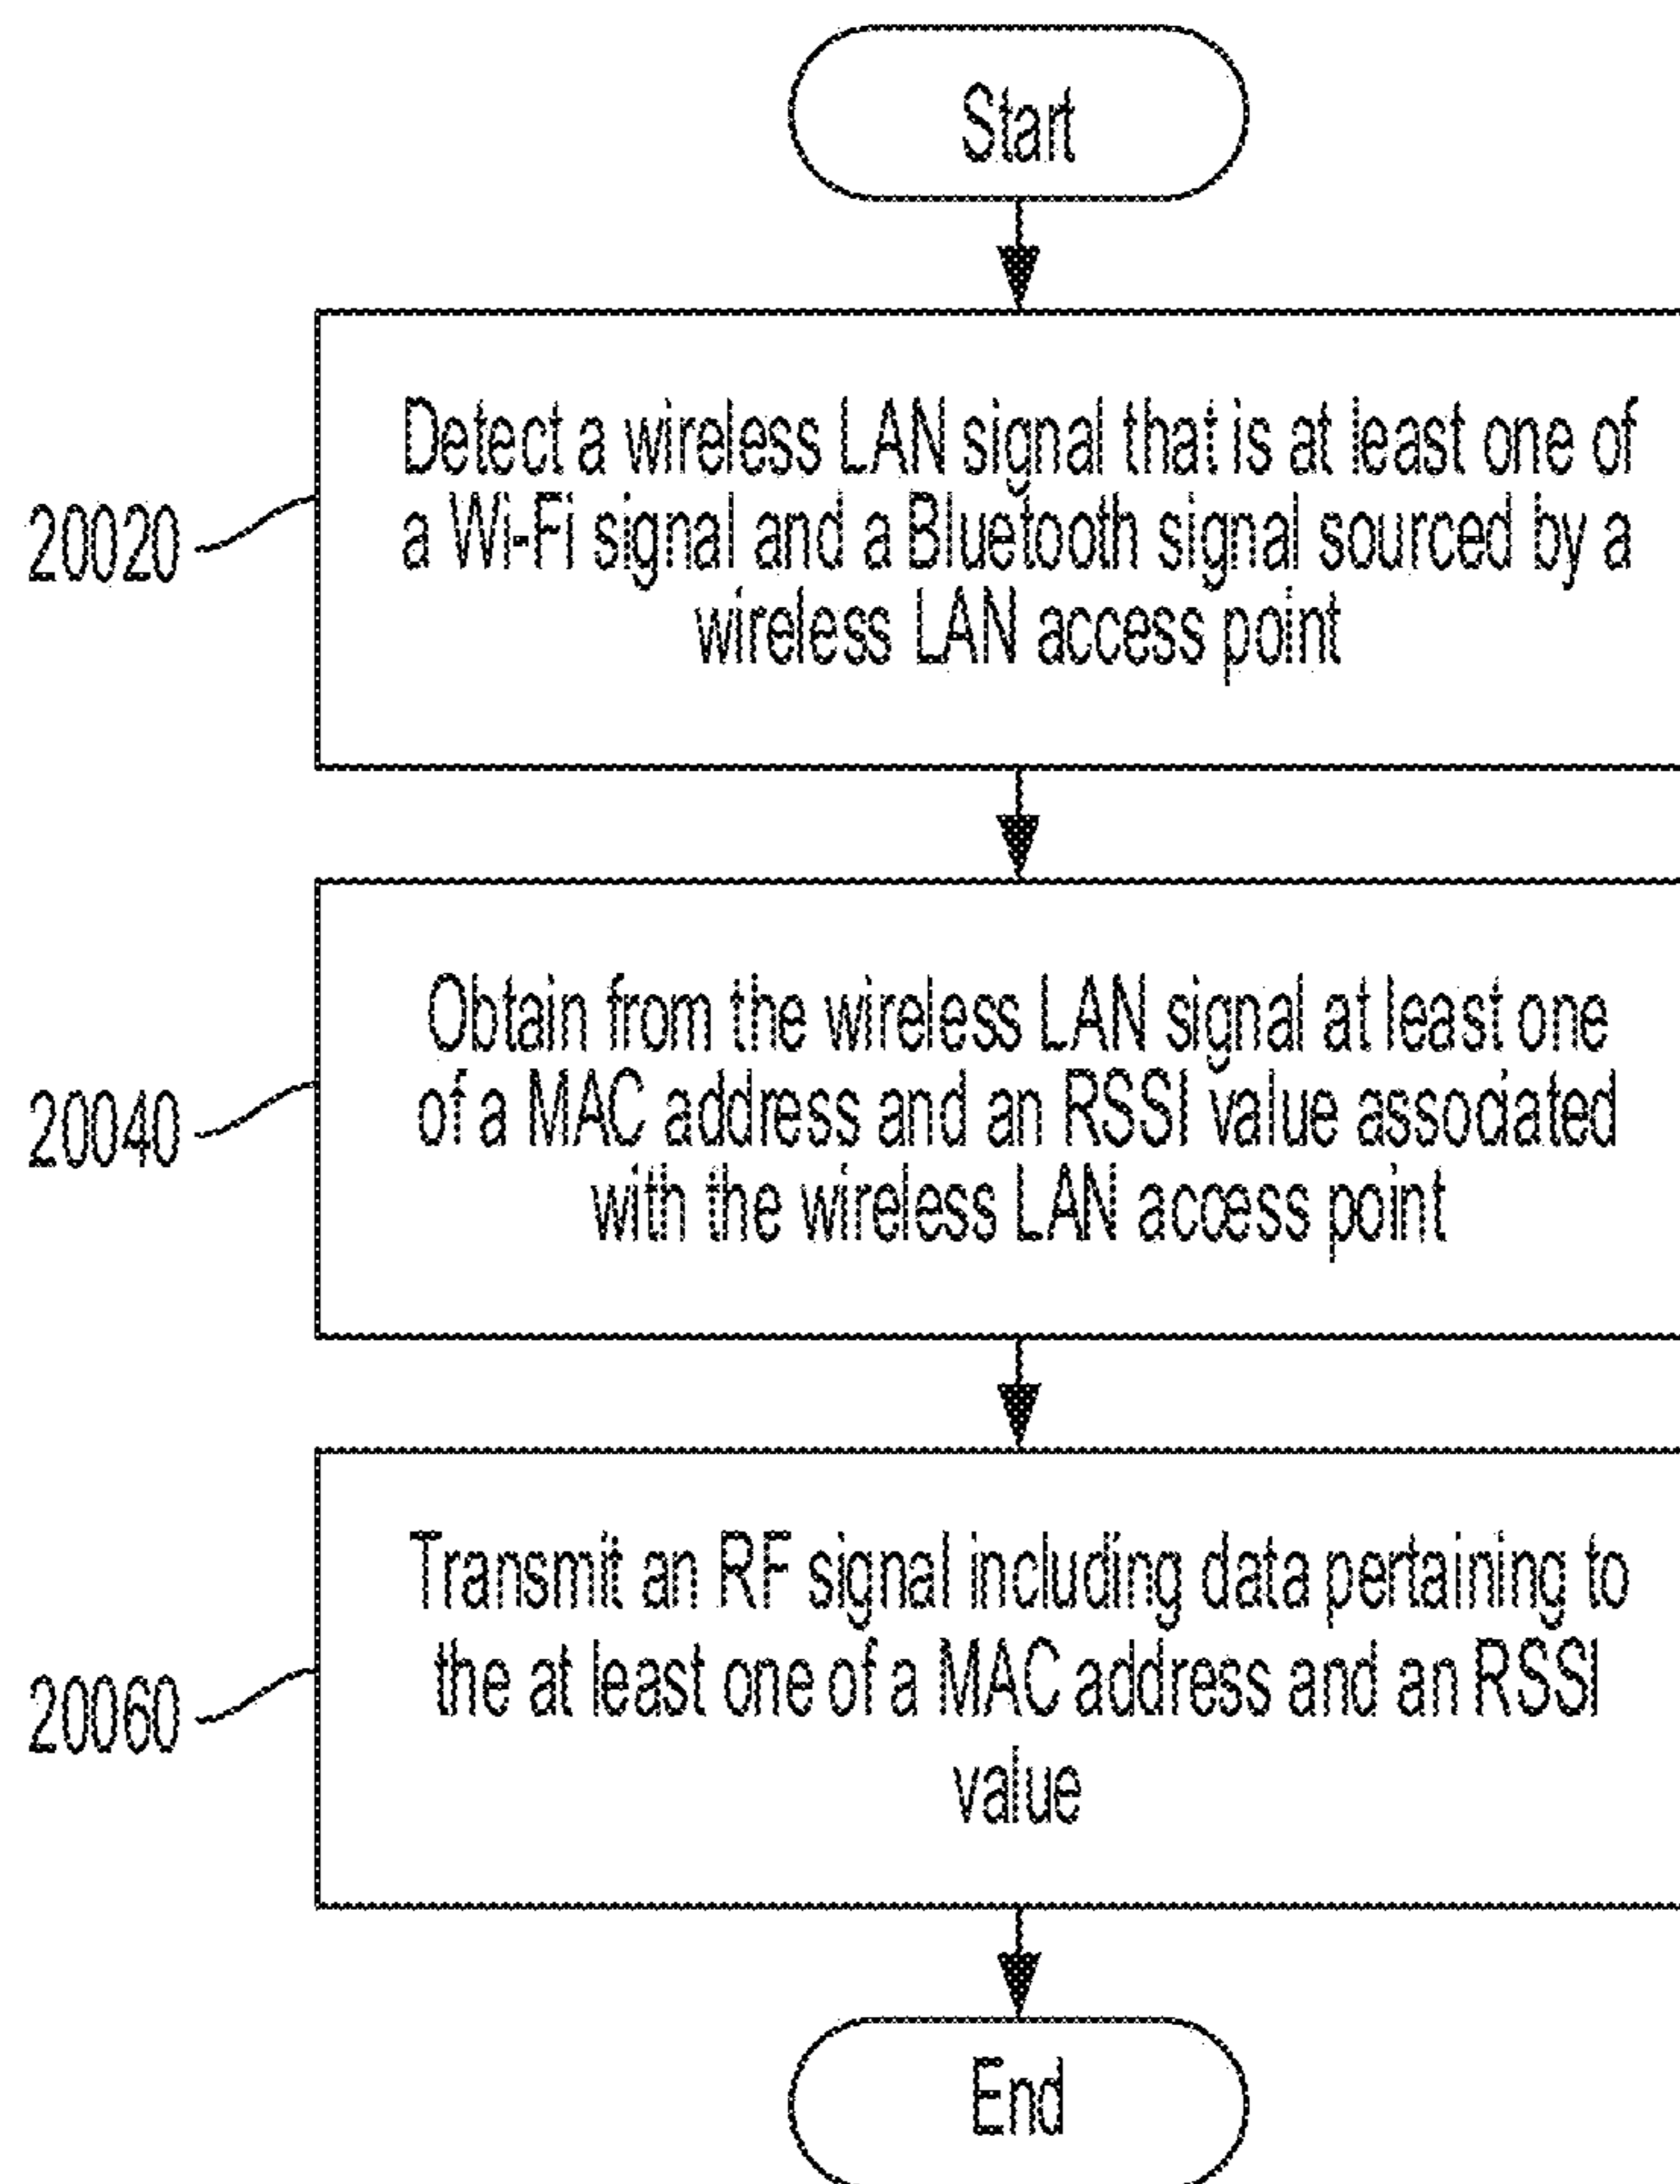 Start
Detect a wireless LAN signal that is at least one of
a Wi-Fi signal and a Bluetooth signal sourced by a
wireless LAN access point
20020
Obtain from the wireless LAN signal at least one
of a MAC address and an RSSI value associated
with the wireless LAN access point
20040
Transmit an RF signal including data pertaining to
the at least one of a MAC address and an RSSI
value
20060
End